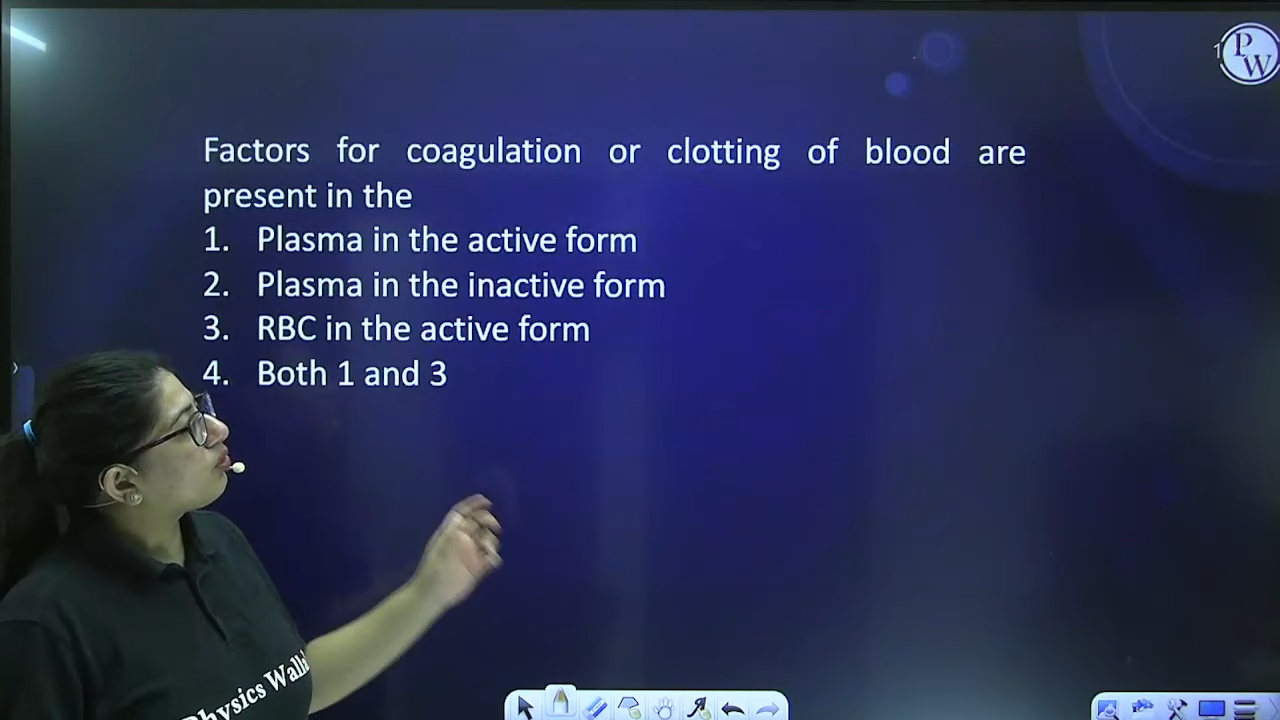 P
W
Factors for coagulation or clotting of blood are
present in the
1. Plasma in the active form
2. Plasma in the inactive form
3. RBC in the active form
4. Both 1 and 3
Physics Walla